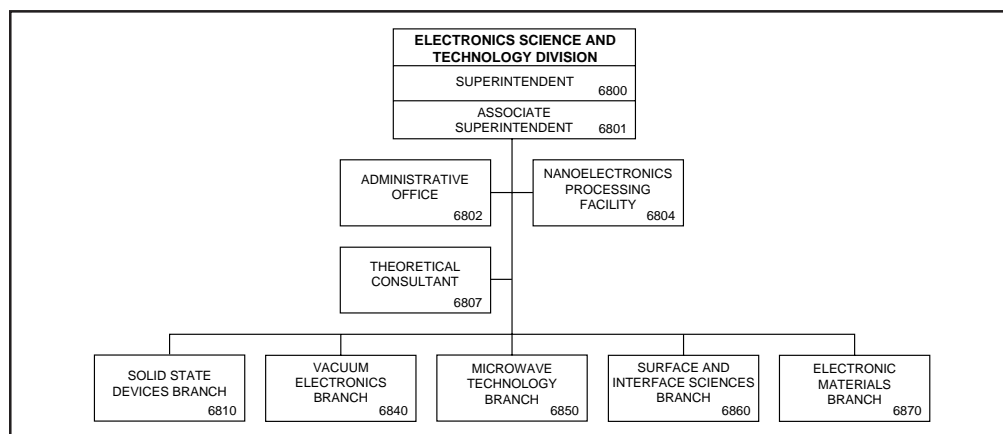 ELECTRONICS SCIENCE AND
TECHNOLOGY DIVISION
SUPERINTENDENT
6800
ASSOCIATE
SUPERINTENDENT
6801
ADMINISTRATIVE
OFFICE
6802
NANOELECTRONICS
PROCESSING
FACILITY
6804
THEORETICAL
CONSULTANT
6807
SOLID STATE
DEVICES BRANCH
6810
VACUUM
ELECTRONICS
BRANCH
6840
MICROWAVE
TECHNOLOGY
BRANCH
6850
SURFACE AND
INTERFACE SCIENCES
BRANCH
6860
ELECTRONIC
MATERIALS
BRANCH
6870